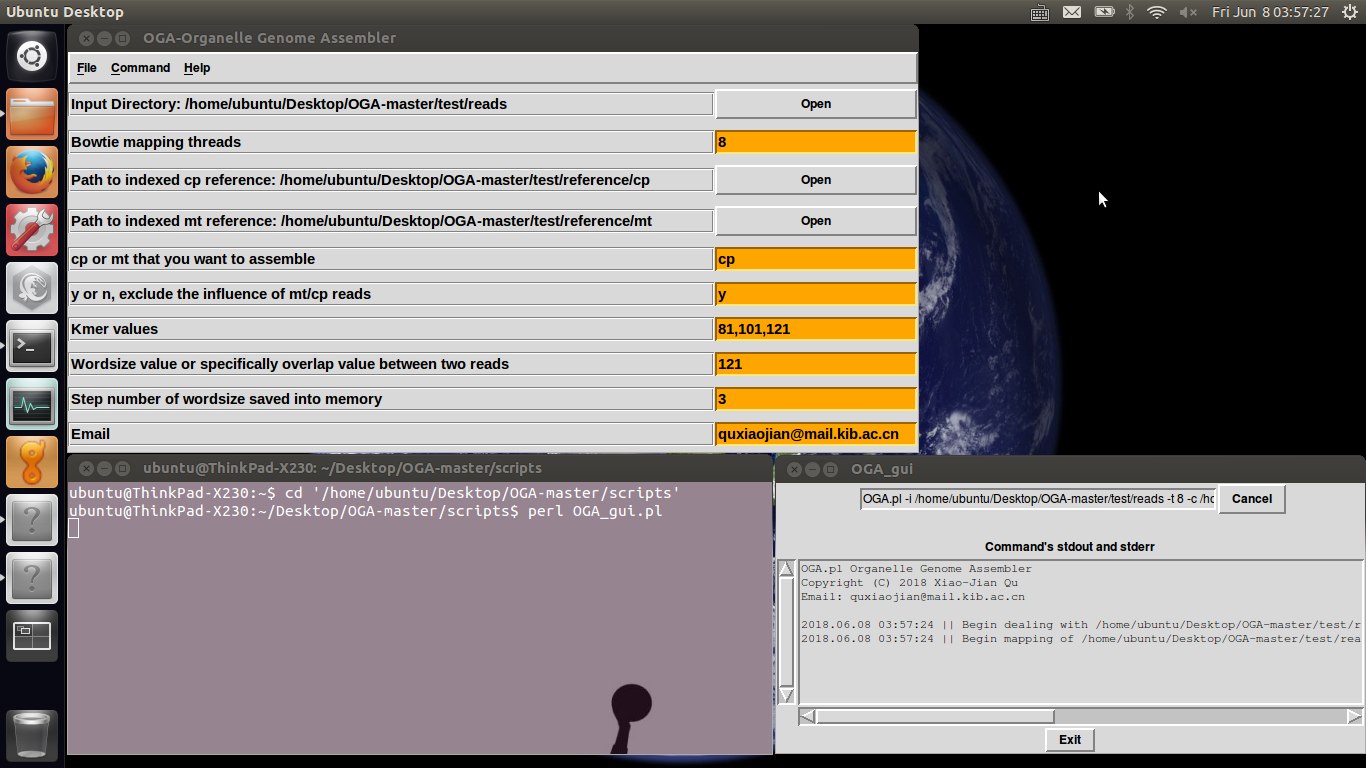 Ubuntu Desktop
Fri Jun 8 03:57:27
OGA-Organelle Genome Assembler
File Command Help
Input Directory: /home/ubuntu/Desktop/OGA-master/test/reads Open
Bowtie mapping threads 8
Path to indexed cp reference: /home/ubuntu/Desktop/OGA-master/test/reference/cp Open
Path to indexed mt reference: /home/ubuntu/Desktop/OGA-master/test/reference/mt Open
cp or mt that you want to assemble cp
y or n, exclude the influence of mt/cp reads y
Kmer values 81,101,121
Wordsize value or specifically overlap value between two reads 121
Step number of wordsize saved into memory 3
Email quxiaojian@mail.kib.ac.cn
ubuntu@ThinkPad-X230: ~/Desktop/OGA-master/scripts
ubuntu@ThinkPad-X230:~$ cd '/home/ubuntu/Desktop/OGA-master/scripts'
ubuntu@ThinkPad-X230:~/Desktop/OGA-master/scripts$ perl OGA_gui.pl
OGA_gui
OGA.pl -i /home/ubuntu/Desktop/OGA-master/test/reads -t 8 -c /hc Cancel
Command's stdout and stderr
OGA.pl Organelle Genome Assembler
Copyright (C) 2018 Xiao-Jian Qu
Email: quxiaojian@mail.kib.ac.cn
2018.06.08 03:57:24 || Begin dealing with /home/ubuntu/Desktop/OGA-master/test/r
2018.06.08 03:57:24 || Begin mapping of /home/ubuntu/Desktop/OGA-master/test/rea
Exit